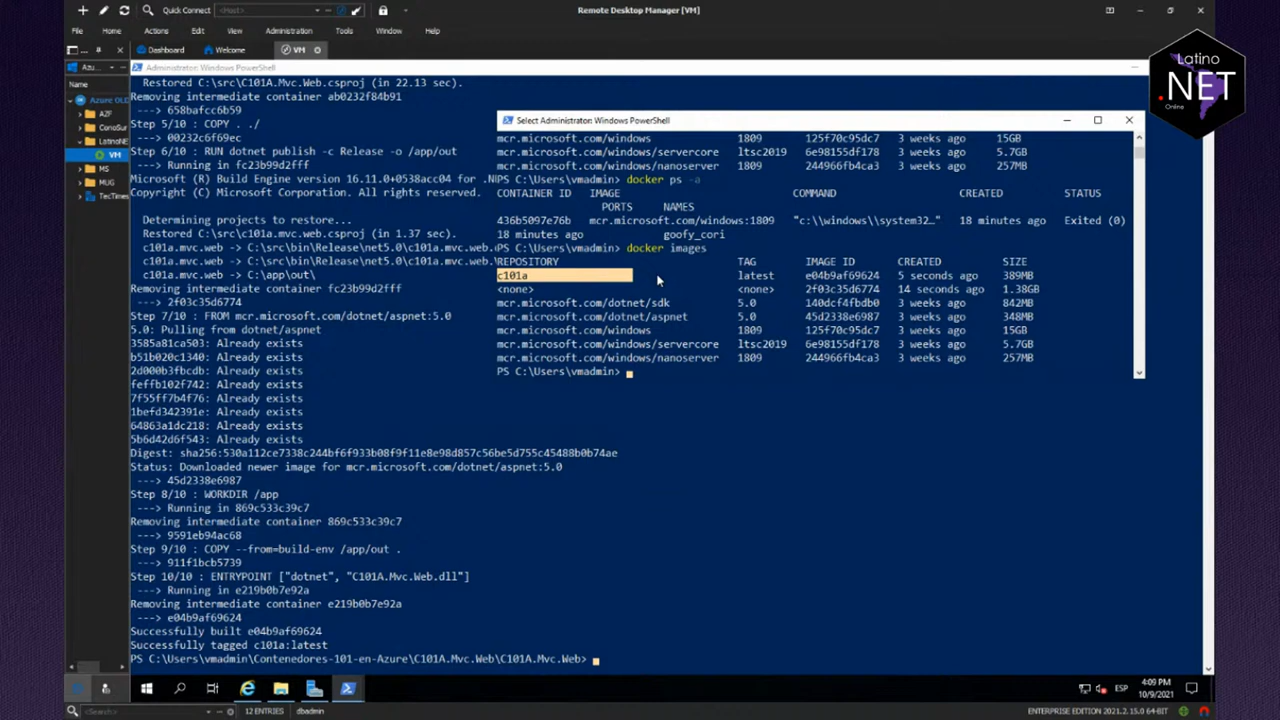 Quick Connect <Host>
Remote Desktop Manager [VM]
File Home Actions Edit View Administration Tools Window Help
Dashboard Welcome VM
Azu...
Name
Azure OLD
AZF
ConoSur
LatinoNE
VM
MS
MUG
TecTimes
Administrator: Windows PowerShell
Restored C:\src\C101A.Mvc.Web.csproj (in 22.13 sec).
Removing intermediate container ab0232f84b91
---> 658bafcc6b59
Step 5/10 : COPY . ./
---> 00232c6f69ec
Step 6/10 : RUN dotnet publish -c Release -o /app/out
---> Running in fc23b99d2fff
Microsoft (R) Build Engine version 16.11.0+0538acc04 for .N
Copyright (C) Microsoft Corporation. All rights reserved.
Determining projects to restore...
Restored C:\src\C101A.Mvc.Web.csproj (in 1.37 sec).
c101a.mvc.web -> C:\src\bin\Release\net5.0\c101a.mvc.web.
c101a.mvc.web -> C:\src\bin\Release\net5.0\c101a.mvc.web.
c101a.mvc.web -> C:\app\out\
Removing intermediate container fc23b99d2fff
---> 2f03c35d6774
Step 7/10 : FROM mcr.microsoft.com/dotnet/aspnet:5.0
5.0: Pulling from dotnet/aspnet
3585a81ca503: Already exists
b51b020c1340: Already exists
2d000b3fbcdb: Already exists
feffb102f742: Already exists
7f55ff7b4f76: Already exists
1befd342391e: Already exists
64863a1dc218: Already exists
5b6d42d6f543: Already exists
Digest: sha256:530a112ce7338c244bf6f933b08f9f11e8e98d857c56be5d755c45488b0b74ae
Status: Downloaded newer image for mcr.microsoft.com/dotnet/aspnet:5.0
---> 45d2338e6987
Step 8/10 : WORKDIR /app
---> Running in 869c533c39c7
Removing intermediate container 869c533c39c7
---> 9591eb94ac68
Step 9/10 : COPY --from=build-env /app/out .
---> 911f1bcb5739
Step 10/10 : ENTRYPOINT ["dotnet", "C101A.Mvc.Web.dll"]
---> Running in e219b0b7e92a
Removing intermediate container e219b0b7e92a
---> e04b9af69624
Successfully built e04b9af69624
Successfully tagged c101a:latest
PS C:\Users\vmadmin\Contenedores-101-en-Azure\C101A.Mvc.Web\C101A.Mvc.Web>
Select Administrator: Windows PowerShell
mcr.microsoft.com/windows 1809 125f70c95dc7 3 weeks ago 15GB
mcr.microsoft.com/windows/servercore ltsc2019 6e98155df178 3 weeks ago 5.7GB
mcr.microsoft.com/windows/nanoserver 1809 244966fb4ca3 3 weeks ago 257MB
PS C:\Users\vmadmin> docker ps -a
CONTAINER ID IMAGE COMMAND CREATED STATUS
PORTS NAMES
436b5097e76b mcr.microsoft.com/windows:1809 "c:\\windows\\system32…" 18 minutes ago Exited (0)
18 minutes ago goofy_cori
PS C:\Users\vmadmin> docker images
REPOSITORY TAG IMAGE ID CREATED SIZE
c101a latest e04b9af69624 5 seconds ago 389MB
<none> <none> 2f03c35d6774 14 seconds ago 1.38GB
mcr.microsoft.com/dotnet/sdk 5.0 140dcf4fbdb0 3 weeks ago 842MB
mcr.microsoft.com/dotnet/aspnet 5.0 45d2338e6987 3 weeks ago 348MB
mcr.microsoft.com/windows 1809 125f70c95dc7 3 weeks ago 15GB
mcr.microsoft.com/windows/servercore ltsc2019 6e98155df178 3 weeks ago 5.7GB
mcr.microsoft.com/windows/nanoserver 1809 244966fb4ca3 3 weeks ago 257MB
PS C:\Users\vmadmin>
Latino
.NET
Online
ESP
4:09 PM
10/9/2021
<Search>
12 ENTRIES
dbadmin
ENTERPRISE EDITION 2021.2.15.0 64-BIT